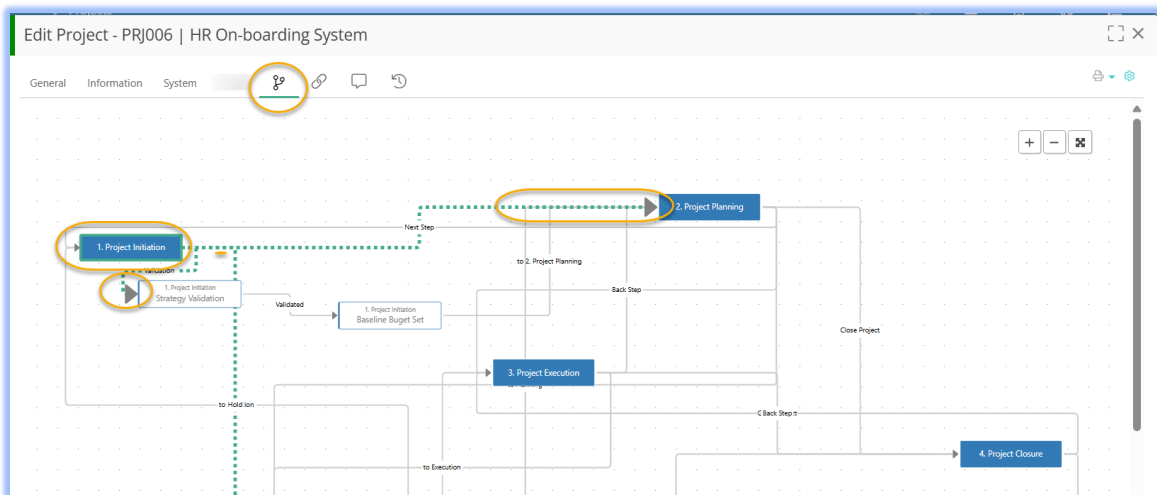 Edit Project - PRJ006 | HR On-boarding System
General Information System
2. Project Planning
Next Step
1. Project Initiation
to 2. Project Planning
Validation
1. Project Initiation
Strategy Validation
Back Step
Validated
1. Project Initiation
Baseline Buget Set
Close Project
3. Project Execution
to Hold
Back Step
4. Project Closure
to Execution